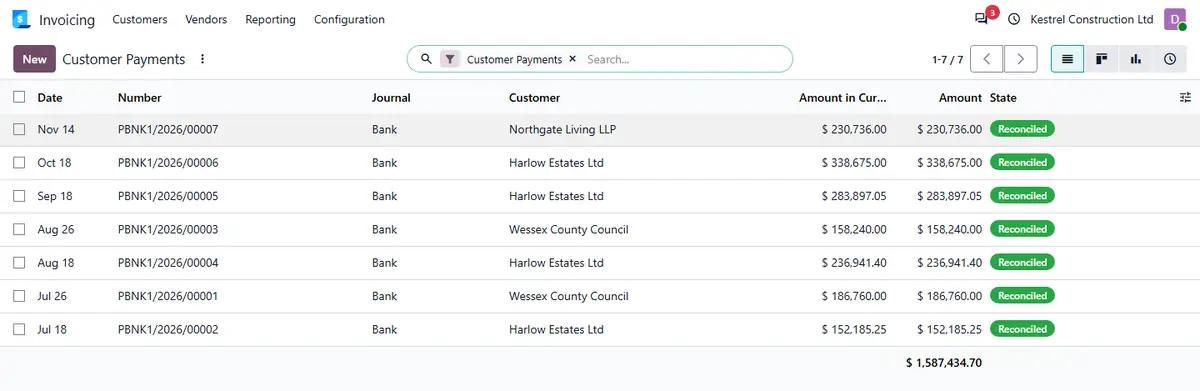 Invoicing Customers Vendors Reporting Configuration 3 Kestrel Construction Ltd D
New Customer Payments Customer Payments × Search... 1-7 / 7
Date Number Journal Customer Amount in Cur... Amount State
Nov 14 PBNK1/2026/00007 Bank Northgate Living LLP $ 230,736.00 $ 230,736.00 Reconciled
Oct 18 PBNK1/2026/00006 Bank Harlow Estates Ltd $ 338,675.00 $ 338,675.00 Reconciled
Sep 18 PBNK1/2026/00005 Bank Harlow Estates Ltd $ 283,897.05 $ 283,897.05 Reconciled
Aug 26 PBNK1/2026/00003 Bank Wessex County Council $ 158,240.00 $ 158,240.00 Reconciled
Aug 18 PBNK1/2026/00004 Bank Harlow Estates Ltd $ 236,941.40 $ 236,941.40 Reconciled
Jul 26 PBNK1/2026/00001 Bank Wessex County Council $ 186,760.00 $ 186,760.00 Reconciled
Jul 18 PBNK1/2026/00002 Bank Harlow Estates Ltd $ 152,185.25 $ 152,185.25 Reconciled
$ 1,587,434.70